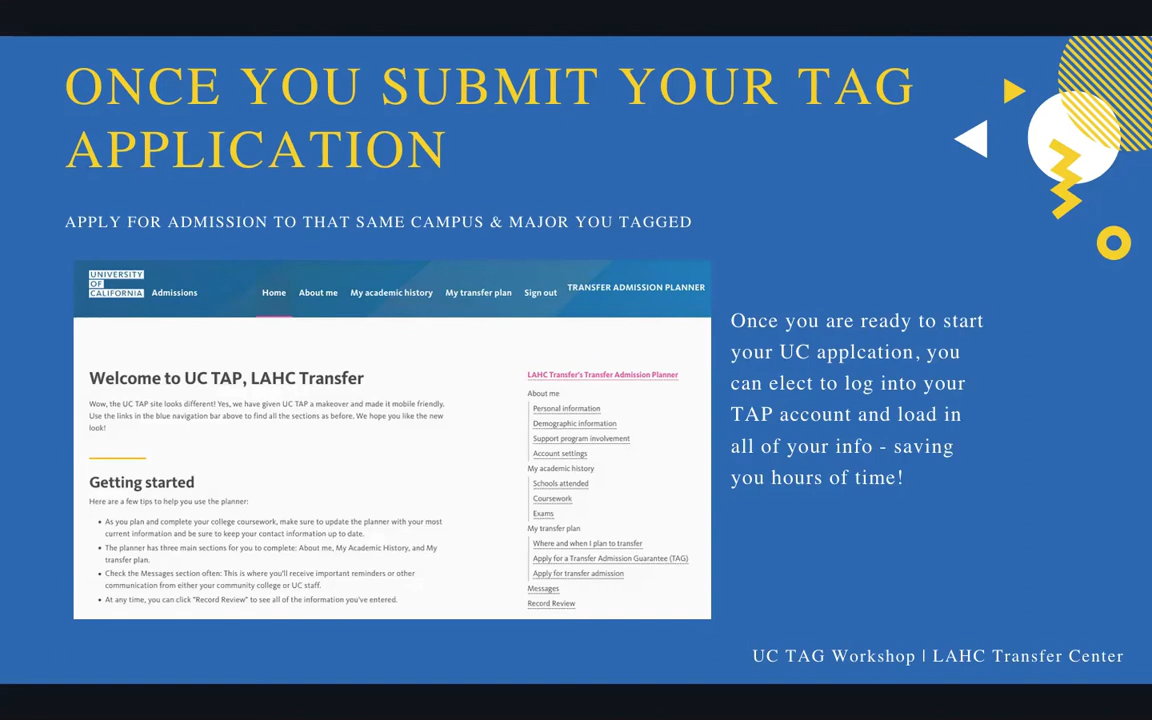 ONCE YOU SUBMIT YOUR TAG
APPLICATION
APPLY FOR ADMISSION TO THAT SAME CAMPUS & MAJOR YOU TAGGED
UNIVERSITY
OF
CALIFORNIA
Admissions
Home
About me
My academic history
My transfer plan
Sign out
TRANSFER ADMISSION PLANNER
Welcome to UC TAP, LAHC Transfer
Wow, the UC TAP site looks different! Yes, we have given UC TAP a makeover and made it mobile friendly.
Use the links in the blue navigation bar above to find all the sections as before. We hope you like the new
look!
Getting started
Here are a few tips to help you use the planner:
• As you plan and complete your college coursework, make sure to update the planner with your most
current information and be sure to keep your contact information up to date.
• The planner has three main sections for you to complete: About me, My Academic History, and My
transfer plan.
• Check the Messages section often: This is where you'll receive important reminders or other
communication from either your community college or UC staff.
• At any time, you can click "Record Review" to see all of the information you've entered.
LAHC Transfer's Transfer Admission Planner
About me
Personal information
Demographic information
Support program involvement
Account settings
My academic history
Schools attended
Coursework
Exams
My transfer plan
Where and when I plan to transfer
Apply for a Transfer Admission Guarantee (TAG)
Apply for transfer admission
Messages
Record Review
Once you are ready to start
your UC applcation, you
can elect to log into your
TAP account and load in
all of your info - saving
you hours of time!
UC TAG Workshop | LAHC Transfer Center